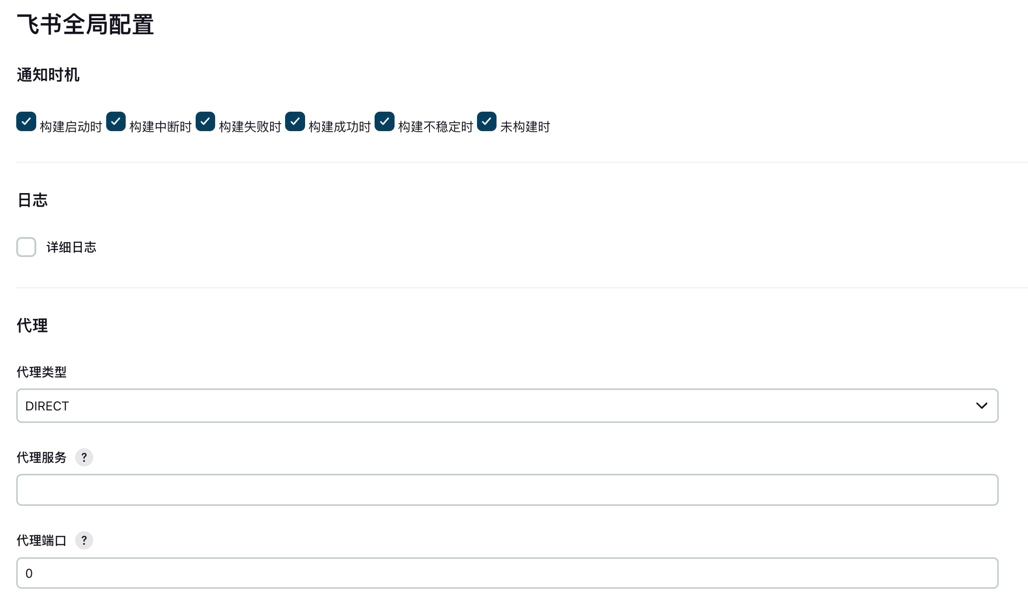 飞书全局配置
通知时机
构建启动时 构建中断时 构建失败时 构建成功时 构建不稳定时 未构建时
日志
详细日志
代理
代理类型
DIRECT
代理服务 ?
代理端口 ?
0